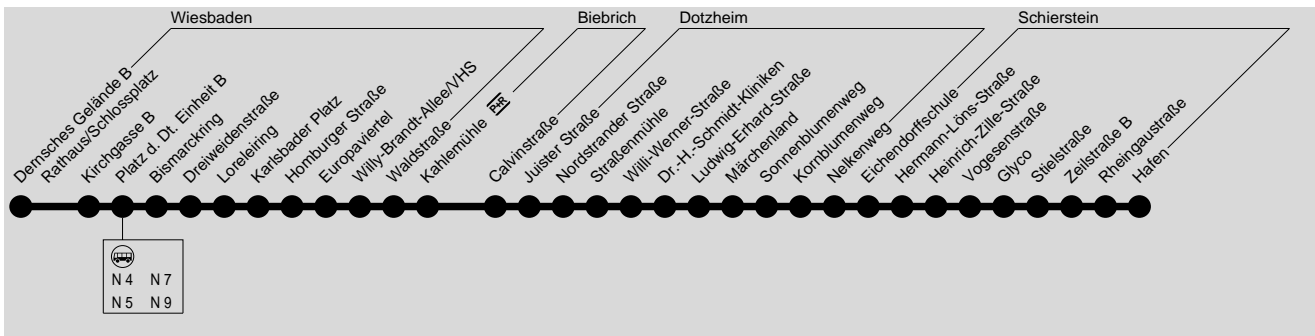 Wiesbaden
Biebrich
Dotzheim
Schierstein
Dernsches Gelände B
Rathaus/Schlossplatz
Kirchgasse B
Platz d. Dt. Einheit B
Bismarckring
Dreiweidenstraße
Loreleiring
Karlsbader Platz
Homburger Straße
Europaviertel
Willy-Brandt-Allee/VHS
Waldstraße
Kahlemühle P+R
Calvinstraße
Juister Straße
Nordstrander Straße
Straßenmühle
Willi-Werner-Straße
Dr.-H.-Schmidt-Kliniken
Ludwig-Erhard-Straße
Märchenland
Sonnenblumenweg
Kornblumenweg
Nelkenweg
Eichendorffschule
Hermann-Löns-Straße
Heinrich-Zille-Straße
Vogesenstraße
Glyco
Stielstraße
Zeilstraße B
Rheingaustraße
Hafen
N 4 N 7
N 5 N 9